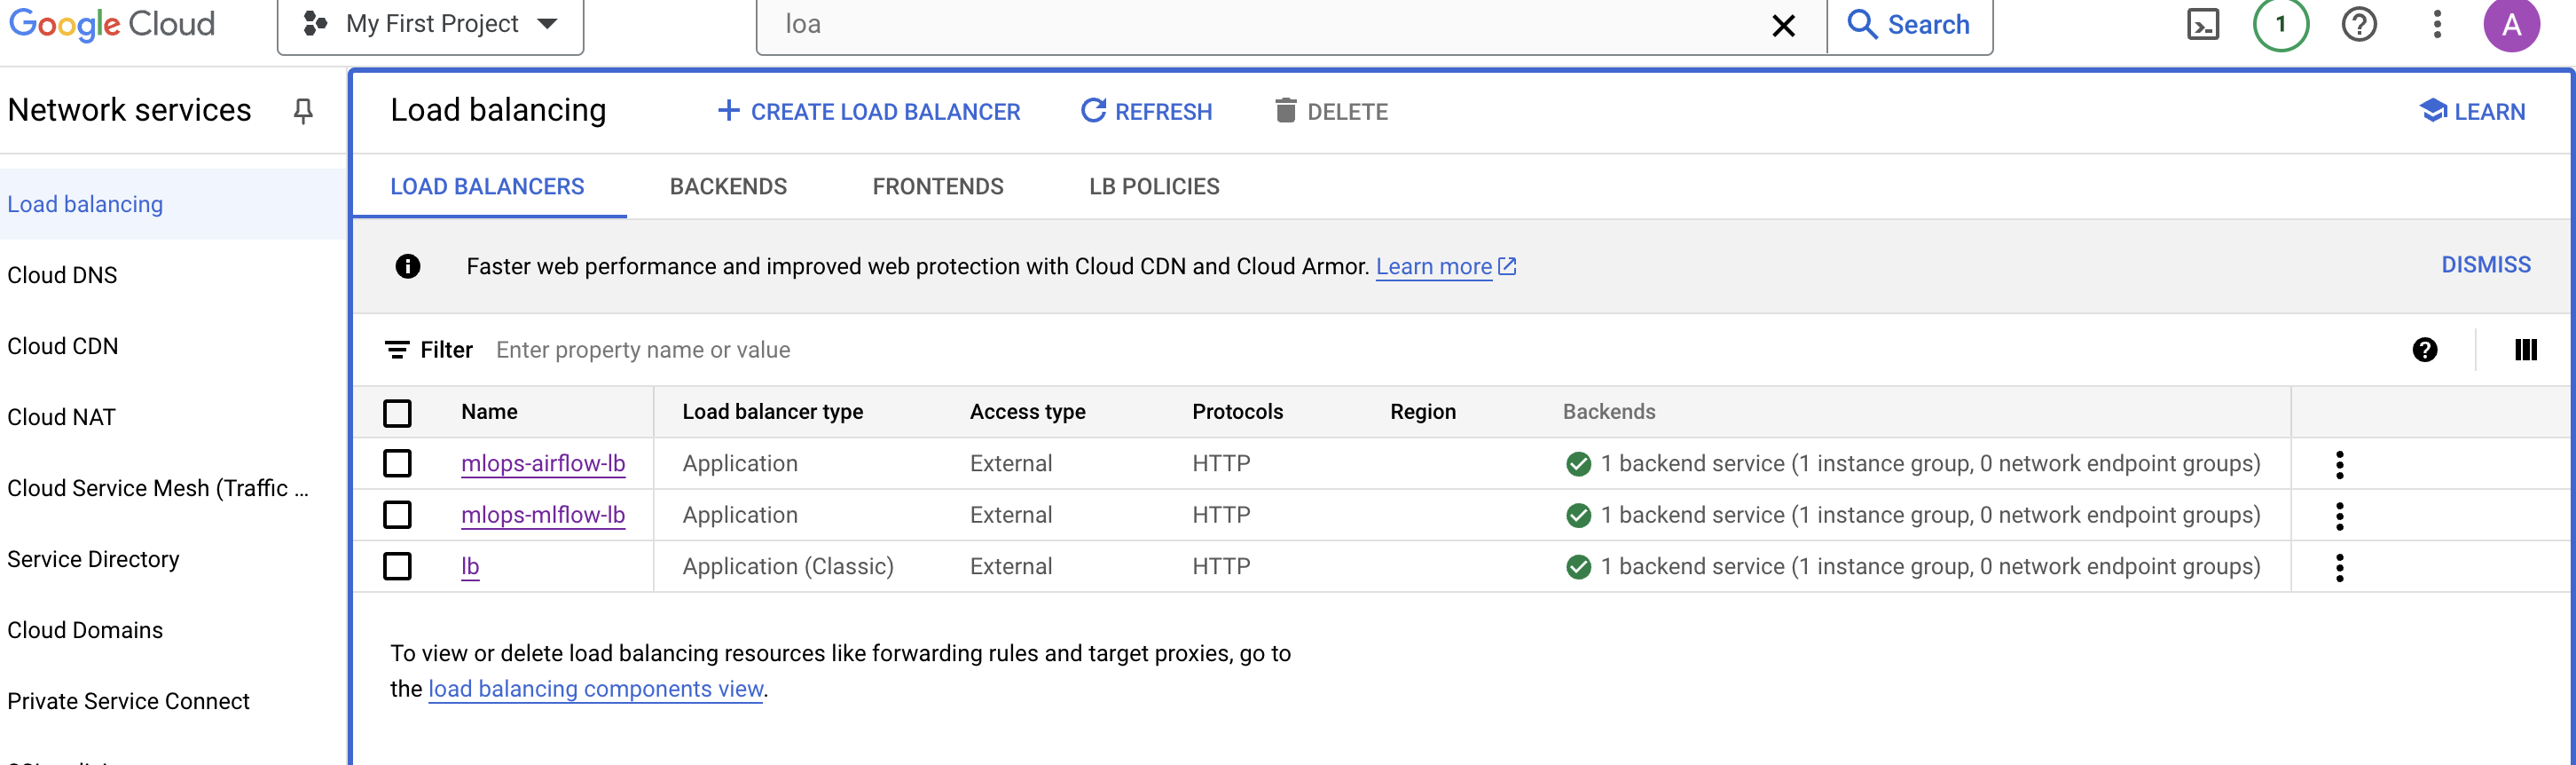 Google Cloud
My First Project
loa
Search
1
A
Network services
Load balancing
CREATE LOAD BALANCER
REFRESH
DELETE
LEARN
Load balancing
Cloud DNS
Cloud CDN
Cloud NAT
Cloud Service Mesh (Traffic ...
Service Directory
Cloud Domains
Private Service Connect
LOAD BALANCERS
BACKENDS
FRONTENDS
LB POLICIES
Faster web performance and improved web protection with Cloud CDN and Cloud Armor. Learn more
DISMISS
Filter Enter property name or value
Name Load balancer type Access type Protocols Region Backends
mlops-airflow-lb Application External HTTP 1 backend service (1 instance group, 0 network endpoint groups)
mlops-mlflow-lb Application External HTTP 1 backend service (1 instance group, 0 network endpoint groups)
lb Application (Classic) External HTTP 1 backend service (1 instance group, 0 network endpoint groups)
To view or delete load balancing resources like forwarding rules and target proxies, go to
the load balancing components view.